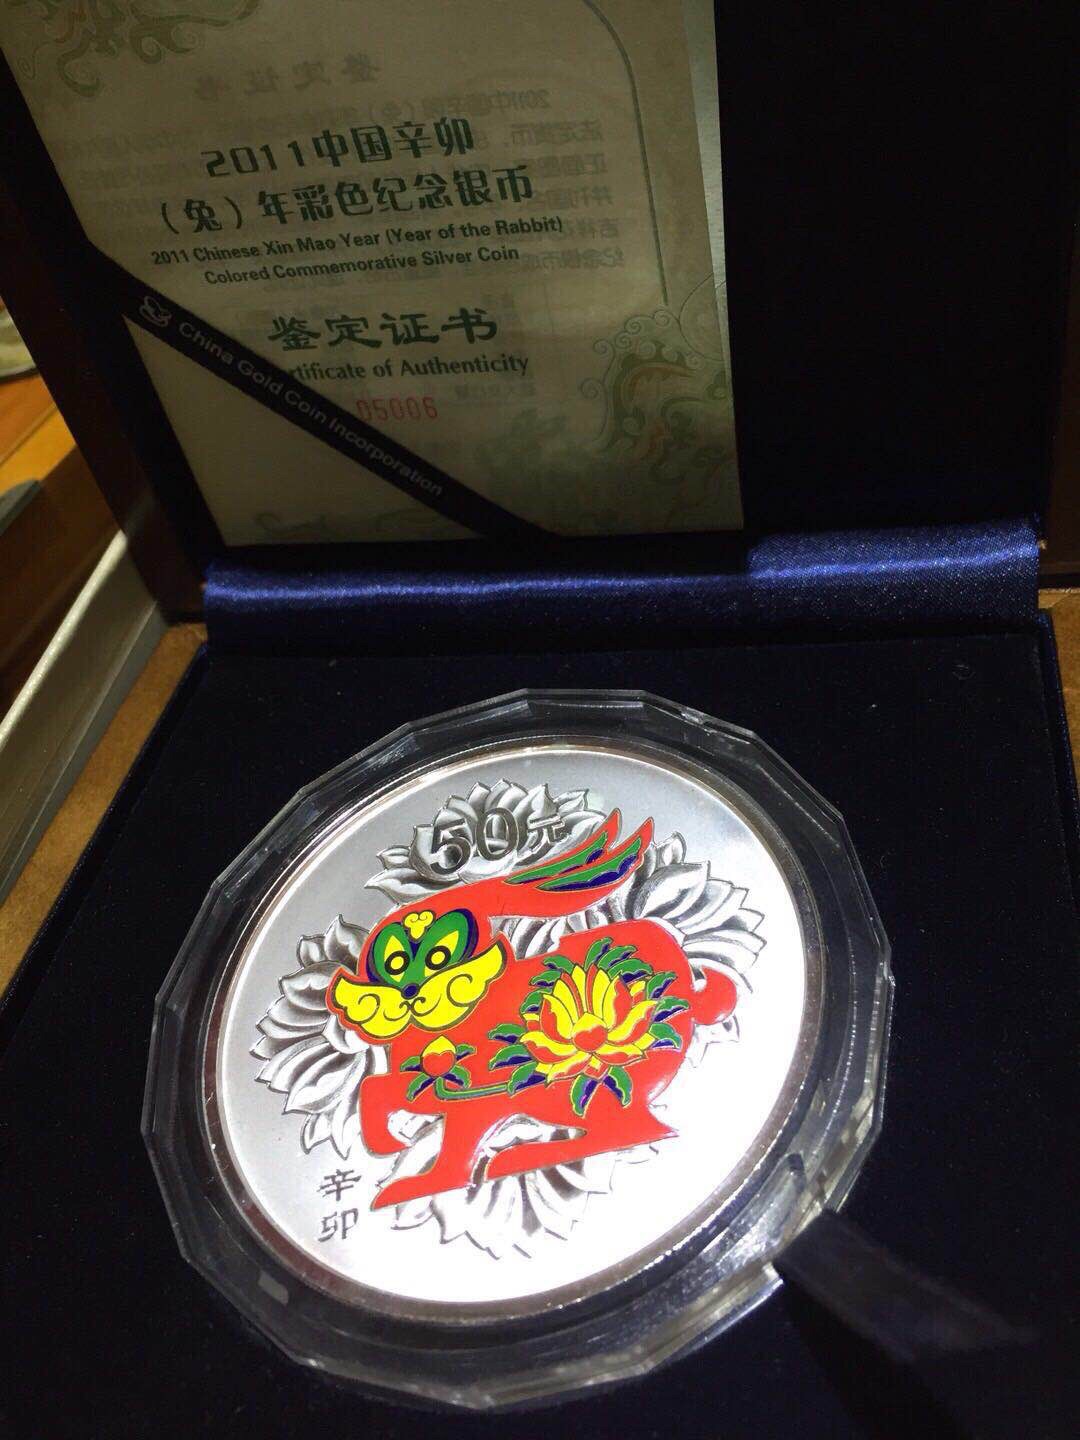 2011中国辛卯
（兔）年彩色纪念银币
2011 Chinese Xin Mao Year (Year of the Rabbit)
Colored Commemorative Silver Coin
鉴定证书
rtificate of Authenticity
05006
China Gold Coin Incorporation
50元
辛
卯